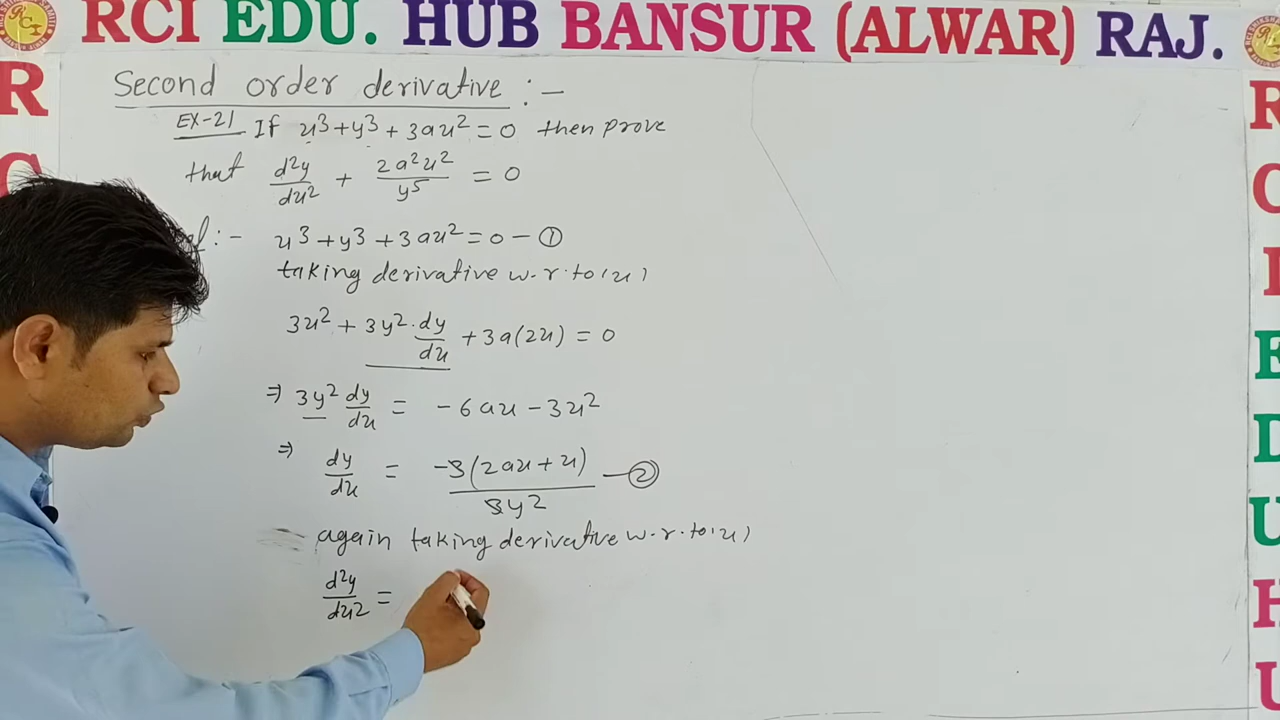 RCI EDU. HUB BANSUR (ALWAR) RAJ.
R
C
R
C
I
E
D
U
H
U
Second order derivative :-
EX-21 If x³+y³+3ax²=0 then prove
that d²y/dx² + 2a²x²/y⁵ = 0
:- x³+y³+3ax²=0 - ①
taking derivative w.r.to(x)
3x² + 3y².dy/dx + 3a(2x) = 0
⇒ 3y² dy/dx = -6ax - 3x²
⇒ dy/dx = -3(2ax+x)/3y² - ②
again taking derivative w.r.to(x)
d²y/dx² =